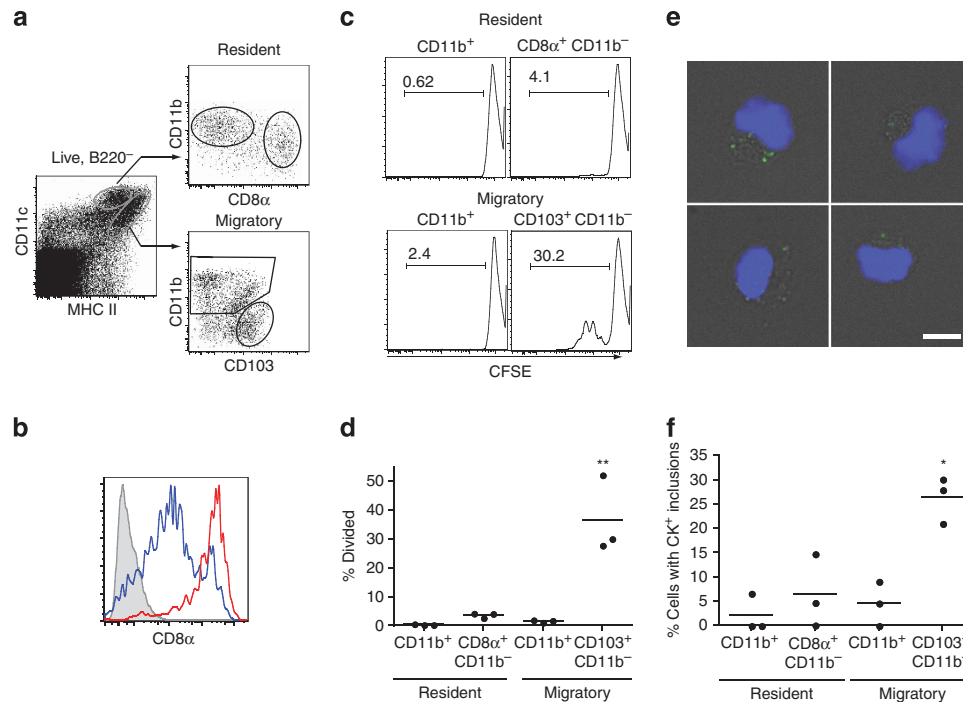 a
Resident
CD11b
CD8α
Live, B220⁻
CD11c
MHC II
Migratory
CD11b
CD103
b
CD8α
c
Resident
CD11b⁺
CD8α⁺ CD11b⁻
0.62
4.1
Migratory
CD11b⁺
CD103⁺ CD11b⁻
2.4
30.2
CFSE
d
% Divided
50
40
30
20
10
0
**
CD11b⁺
CD8α⁺
CD11b⁻
CD11b⁺
CD103⁺
CD11b⁻
Resident
Migratory
e
f
% Cells with CK⁺ inclusions
35
30
25
20
15
10
5
0
*
CD11b⁺
CD8α⁺
CD11b⁻
CD11b⁺
CD103⁺
CD11b⁻
Resident
Migratory